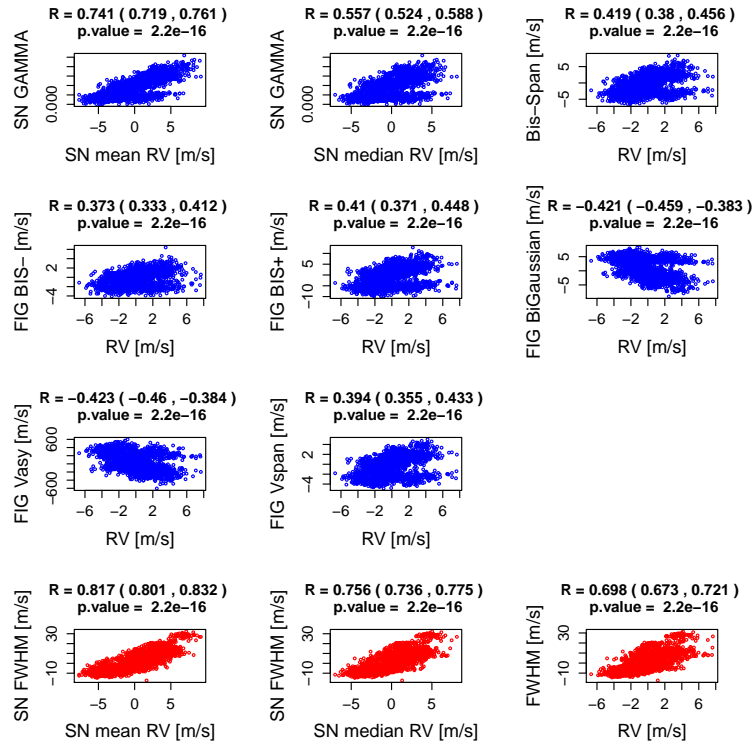 R = 0.741 ( 0.719 , 0.761 )
p.value = 2.2e−16
SN GAMMA
0.000
−5 0 5
SN mean RV [m/s]
R = 0.557 ( 0.524 , 0.588 )
p.value = 2.2e−16
SN GAMMA
0.000
−5 0 5
SN median RV [m/s]
R = 0.419 ( 0.38 , 0.456 )
p.value = 2.2e−16
Bis−Span [m/s]
−5 5
−6 −2 2 4 6
RV [m/s]
R = 0.373 ( 0.333 , 0.412 )
p.value = 2.2e−16
FIG BIS− [m/s]
−4 2
−6 −2 2 4 6
RV [m/s]
R = 0.41 ( 0.371 , 0.448 )
p.value = 2.2e−16
FIG BIS+ [m/s]
−10 5
−6 −2 2 4 6
RV [m/s]
R = −0.421 ( −0.459 , −0.383 )
p.value = 2.2e−16
FIG BiGaussian [m/s]
−5 5
−6 −2 2 4 6
RV [m/s]
R = −0.423 ( −0.46 , −0.384 )
p.value = 2.2e−16
FIG Vasy [m/s]
−600 600
−6 −2 2 4 6
RV [m/s]
R = 0.394 ( 0.355 , 0.433 )
p.value = 2.2e−16
FIG Vspan [m/s]
−4 2
−6 −2 2 4 6
RV [m/s]
R = 0.817 ( 0.801 , 0.832 )
p.value = 2.2e−16
SN FWHM [m/s]
−10 30
−5 0 5
SN mean RV [m/s]
R = 0.756 ( 0.736 , 0.775 )
p.value = 2.2e−16
SN FWHM [m/s]
−10 30
−5 0 5
SN median RV [m/s]
R = 0.698 ( 0.673 , 0.721 )
p.value = 2.2e−16
FWHM [m/s]
−10 30
−6 −2 2 4 6
RV [m/s]